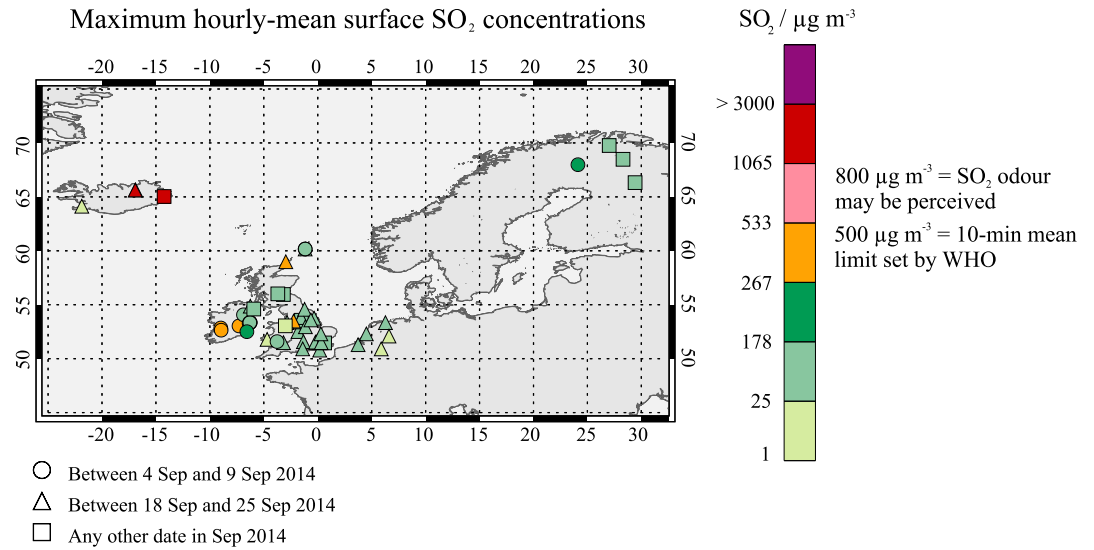 Maximum hourly-mean surface SO₂ concentrations
SO₂ / µg m⁻³
-20 -15 -10 -5 0 5 10 15 20 25 30
70 70
65 65
60 60
55 55
50 50
-20 -15 -10 -5 0 5 10 15 20 25 30
> 3000
1065
533
267
178
25
1
800 µg m⁻³ = SO₂ odour
may be perceived
500 µg m⁻³ = 10-min mean
limit set by WHO
Between 4 Sep and 9 Sep 2014
Between 18 Sep and 25 Sep 2014
Any other date in Sep 2014